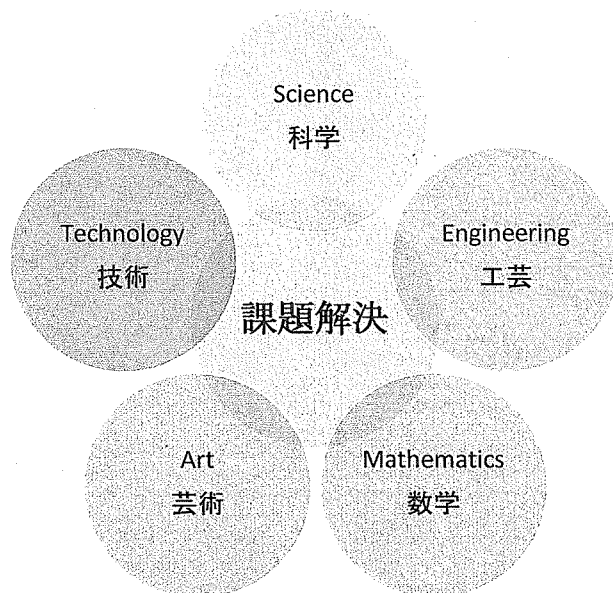 Science
科学
Technology
技術
Engineering
工芸
課題解決
Art
芸術
Mathematics
数学